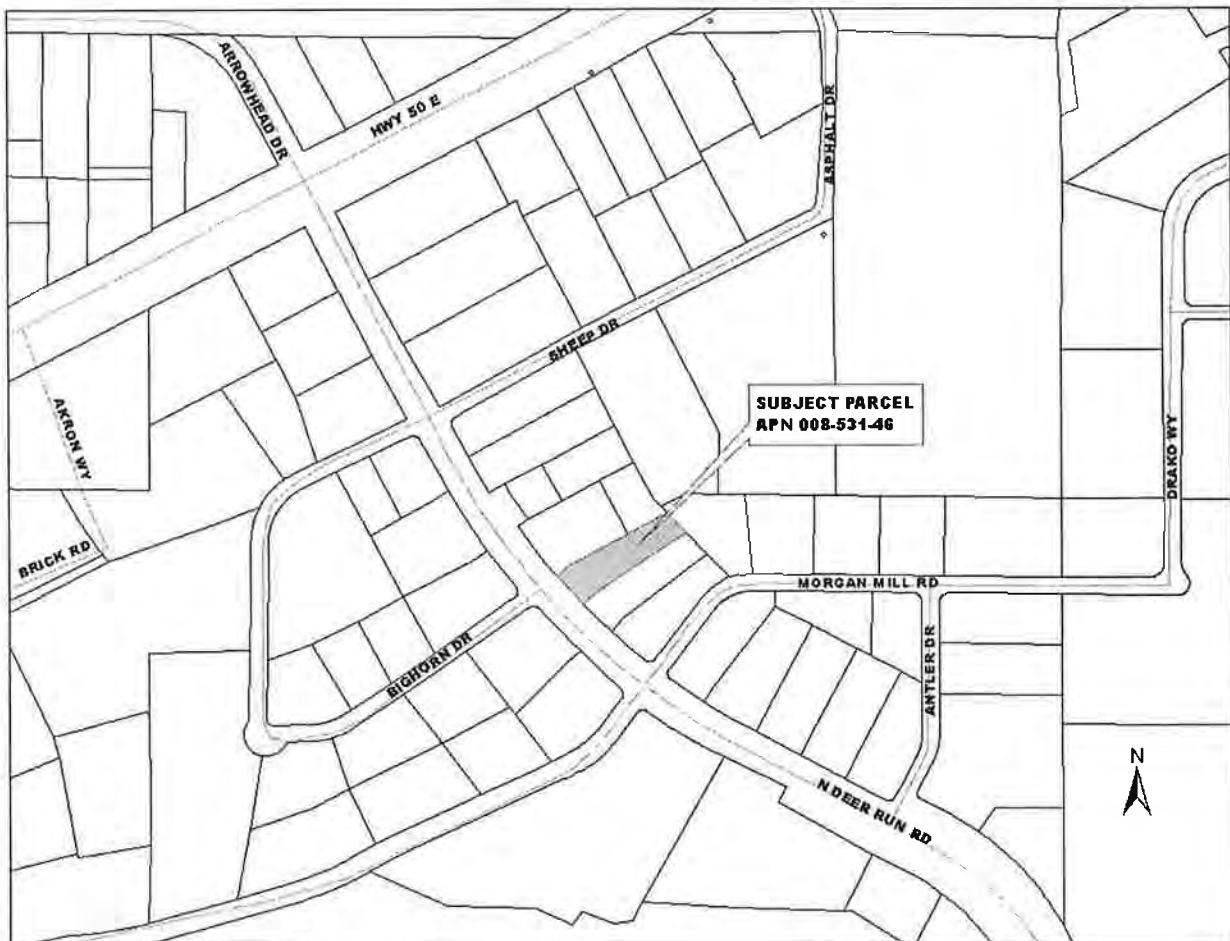 ARROWHEAD DR
HWY 50 E
ASPHALT DR
SHEEP DR
SUBJECT PARCEL
APN 008-531-46
AKRON WY
DRAKO WY
BRICK RD
MORGAN MILL RD
BIGHORN DR
ANTLER DR
N
N DEER RUN RD